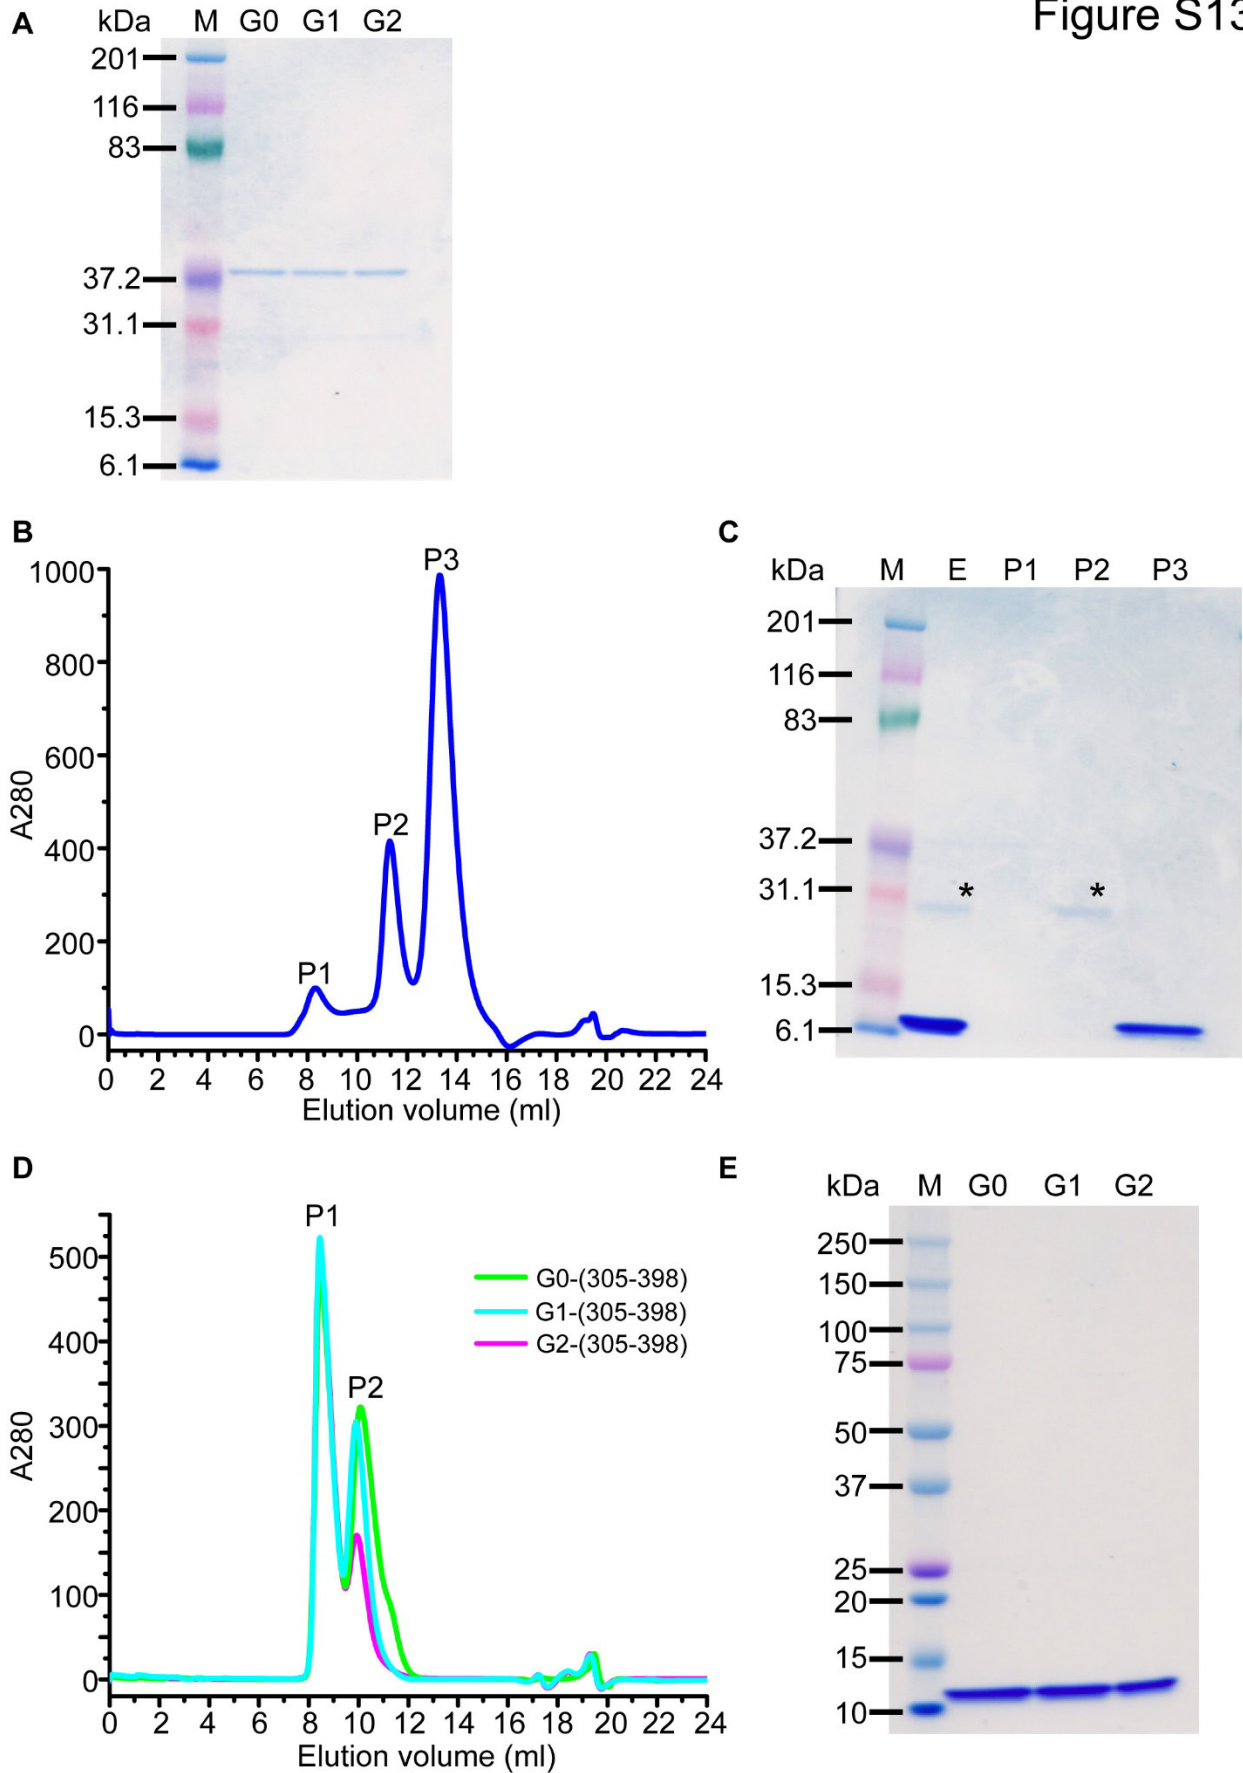 Figure S13
A
kDa M G0 G1 G2
201
116
83
37.2
31.1
15.3
6.1
B
1000
800
600
400
200
0
A280
P1
P2
P3
0 2 4 6 8 10 12 14 16 18 20 22 24
Elution volume (ml)
C
kDa M E P1 P2 P3
201
116
83
37.2
31.1
15.3
6.1
* *
D
500
400
300
200
100
0
A280
P1
P2
G0-(305-398)
G1-(305-398)
G2-(305-398)
0 2 4 6 8 10 12 14 16 18 20 22 24
Elution volume (ml)
E
kDa M G0 G1 G2
250
150
100
75
50
37
25
20
15
10